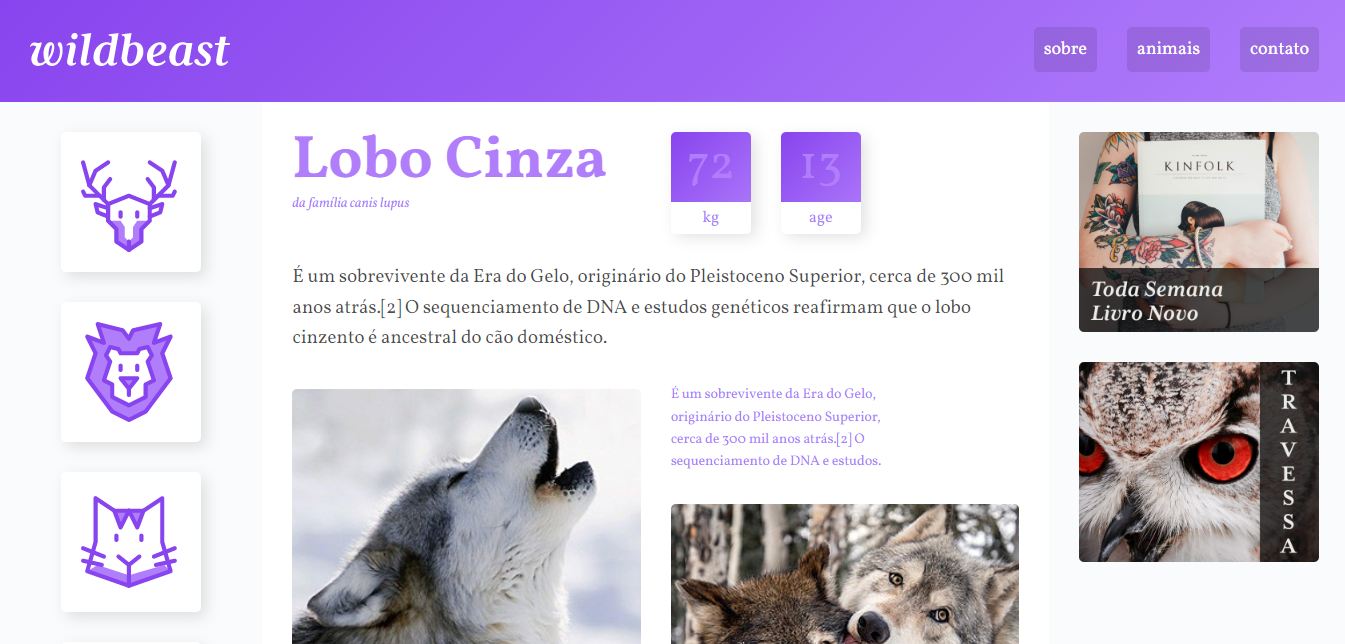 wildbeast
sobre
animais
contato
Lobo Cinza
da família canis lupus
72
kg
13
age
É um sobrevivente da Era do Gelo, originário do Pleistoceno Superior, cerca de 300 mil
anos atrás.[2] O sequenciamento de DNA e estudos genéticos reafirmam que o lobo
cinzento é ancestral do cão doméstico.
É um sobrevivente da Era do Gelo,
originário do Pleistoceno Superior,
cerca de 300 mil anos atrás.[2] O
sequenciamento de DNA e estudos.
KINFOLK
Toda Semana
Livro Novo
TRAVESSA